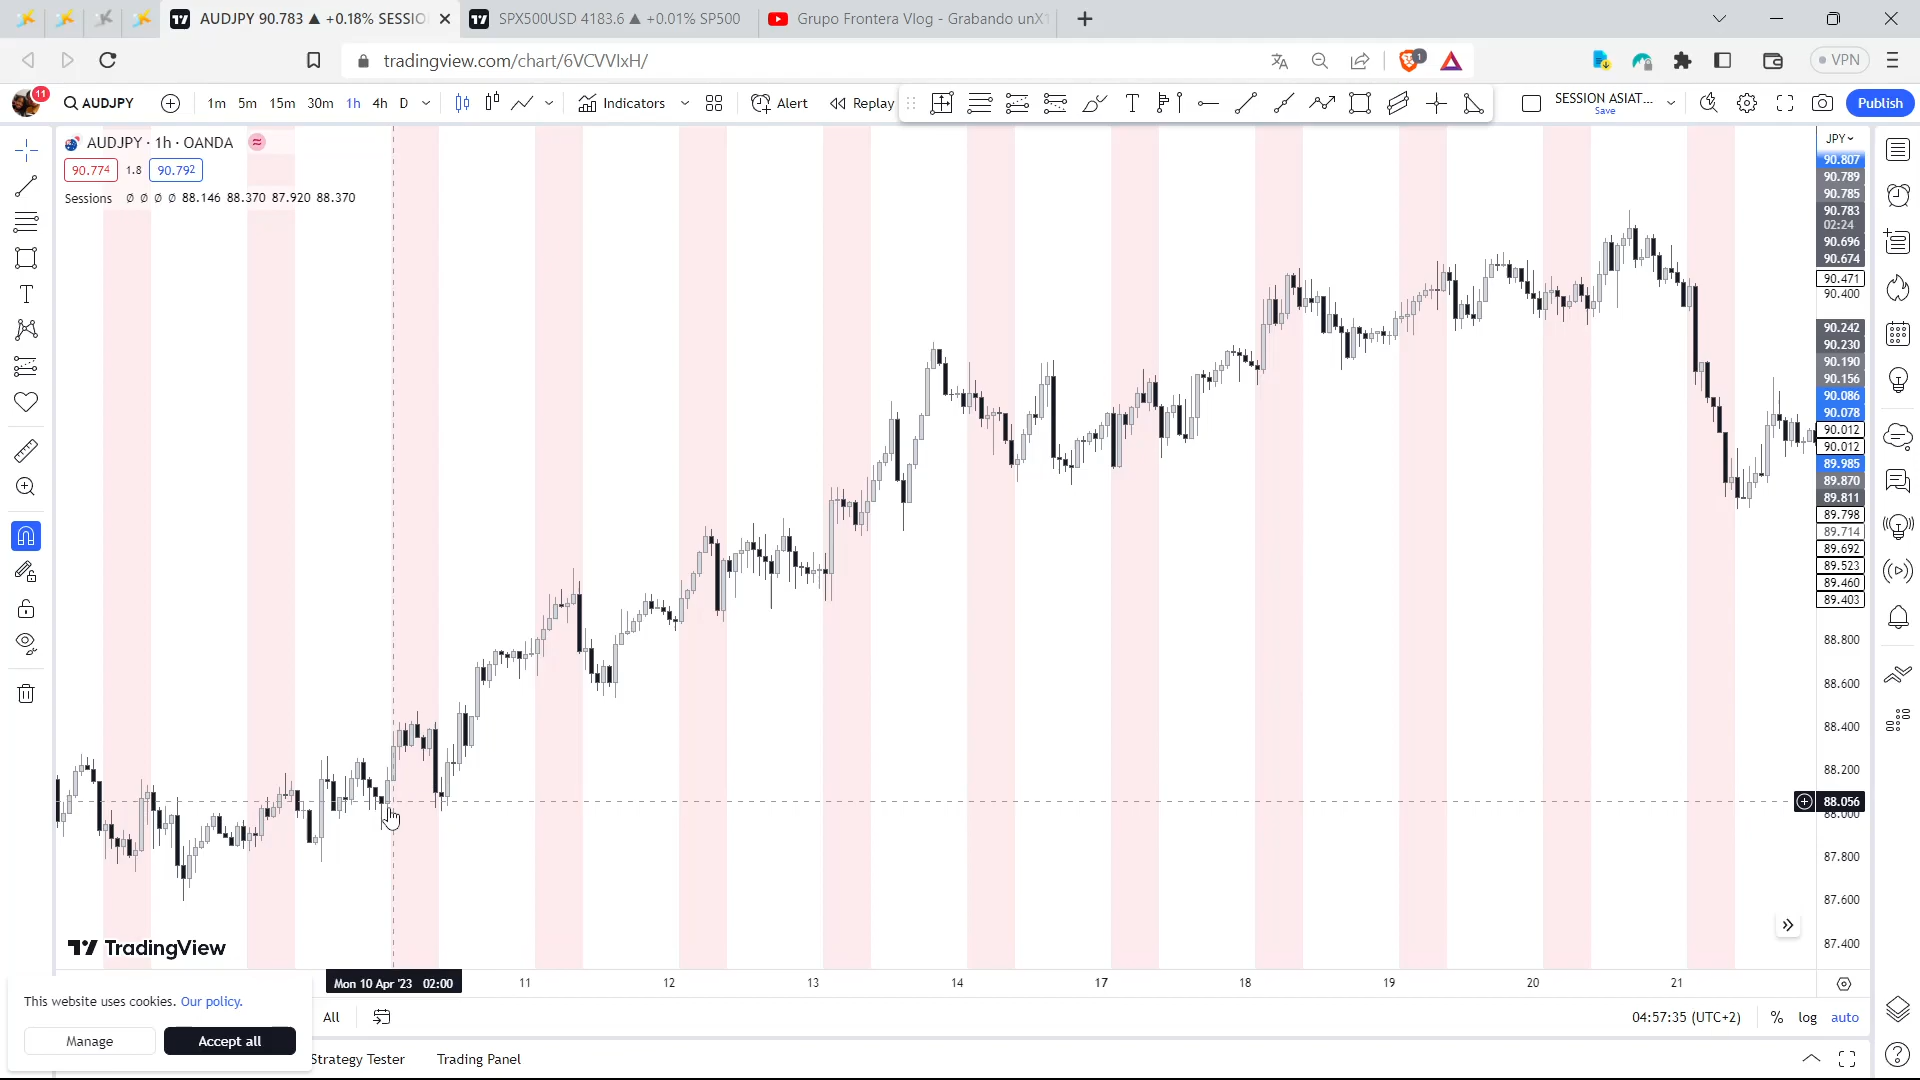 AUDJPY 90.783 ▲ +0.18% SESSIO
SPX500USD 4183.6 ▲ +0.01% SP500
Grupo Frontera Vlog - Grabando unX1
tradingview.com/chart/6VCVVIxH/
1
VPN
11
AUDJPY
1m 5m 15m 30m 1h 4h D
Indicators
Alert
Replay
SESSION ASIAT...
Save
Publish
AUDJPY · 1h · OANDA
90.774 1.8 90.792
Sessions Ø Ø Ø Ø 88.146 88.370 87.920 88.370
JPY
90.807
90.789
90.785
90.783
02:24
90.696
90.674
90.471
90.400
90.242
90.230
90.190
90.156
90.086
90.078
90.012
90.012
89.985
89.870
89.811
89.798
89.714
89.692
89.523
89.460
89.403
88.800
88.600
88.400
88.200
88.056
88.000
87.800
87.600
87.400
TradingView
Mon 10 Apr '23 02:00 11 12 13 14 17 18 19 20 21
This website uses cookies. Our policy.
Manage
Accept all
All
04:57:35 (UTC+2)
% log auto
Strategy Tester
Trading Panel